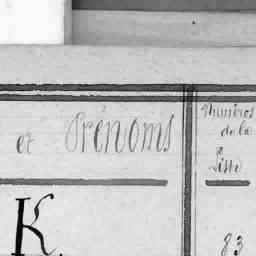 et Prénoms
Numéros
de la
Liste
K.
83